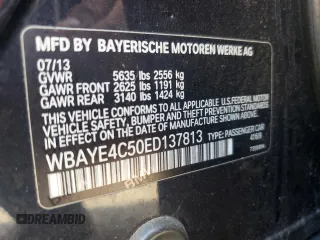 MFD BY BAYERISCHE MOTOREN WERKE AG
07/13
GVWR 5635 lbs 2556 kg
GAWR FRONT 2625 lbs 1191 kg
GAWR REAR 3140 lbs 1424 kg
THIS VEHICLE CONFORMS TO ALL APPLICABLE U.S.FEDERAL MOTOR
VEHICLE SAFETY, BUMPER, AND THEFT PREVENTION STANDARDS
IN EFFECT ON THE DATE OF MANUFACTURE SHOWN ABOVE.
WBAYE4C50ED137813 TYPE: PASSENGER CAR
DREAMBID